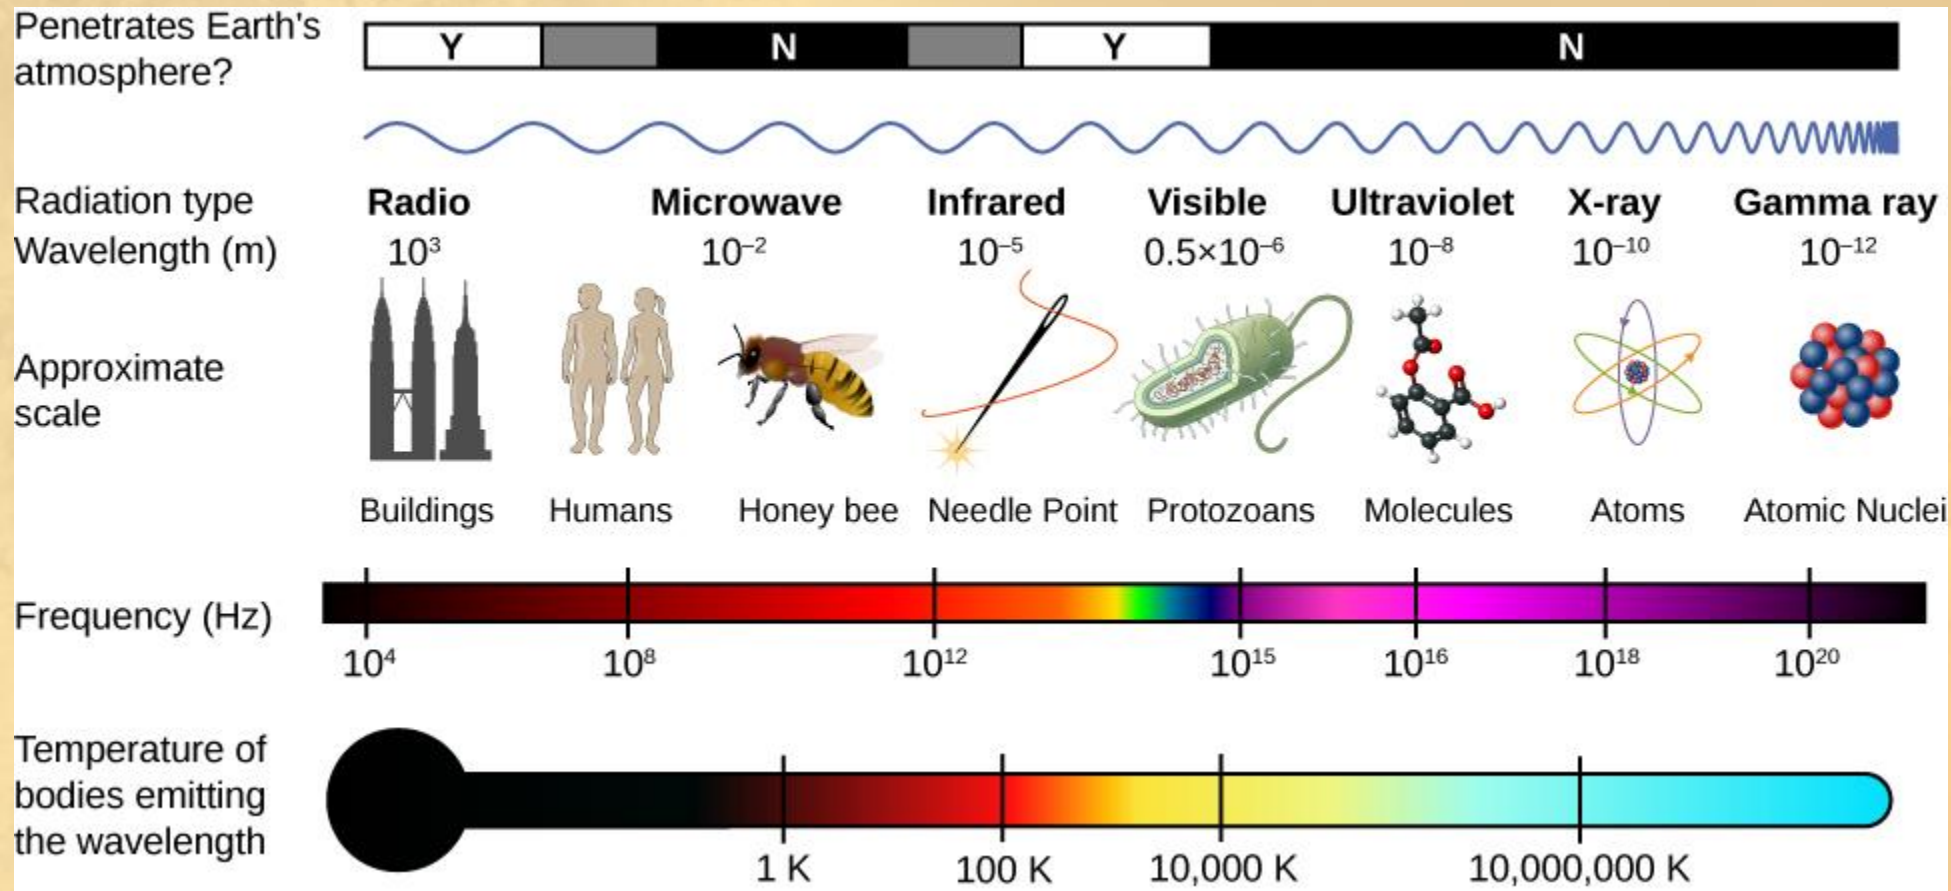 Penetrates Earth's
atmosphere?
Y N Y N
Radiation type Radio Microwave Infrared Visible Ultraviolet X-ray Gamma ray
Wavelength (m) 10³ 10⁻² 10⁻⁵ 0.5×10⁻⁶ 10⁻⁸ 10⁻¹⁰ 10⁻¹²
Approximate
scale
Buildings Humans Honey bee Needle Point Protozoans Molecules Atoms Atomic Nuclei
Frequency (Hz)
10⁴ 10⁸ 10¹² 10¹⁵ 10¹⁶ 10¹⁸ 10²⁰
Temperature of
bodies emitting
the wavelength
1 K 100 K 10,000 K 10,000,000 K